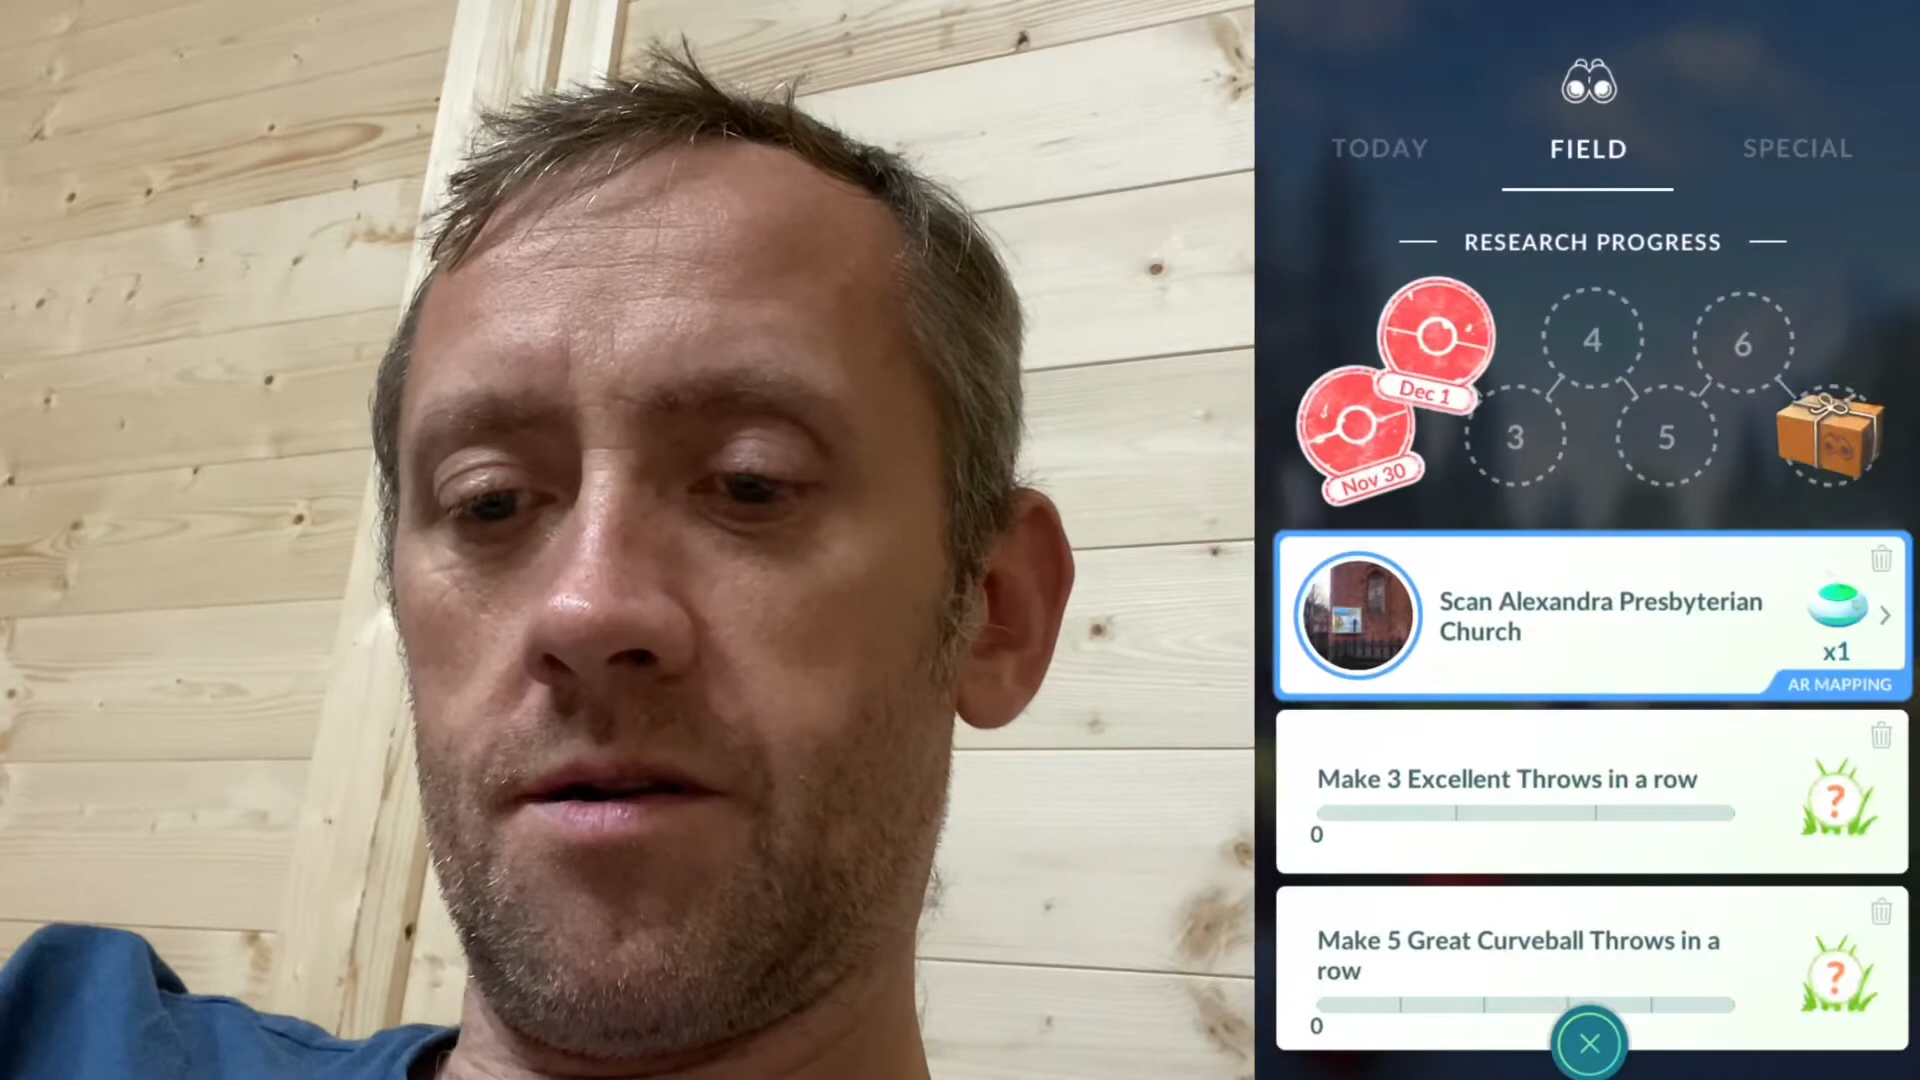 TODAY
FIELD
SPECIAL
RESEARCH PROGRESS
Dec 1
Nov 30
3
4
5
6
Scan Alexandra Presbyterian
Church
x1
AR MAPPING
Make 3 Excellent Throws in a row
0
Make 5 Great Curveball Throws in a
row
0